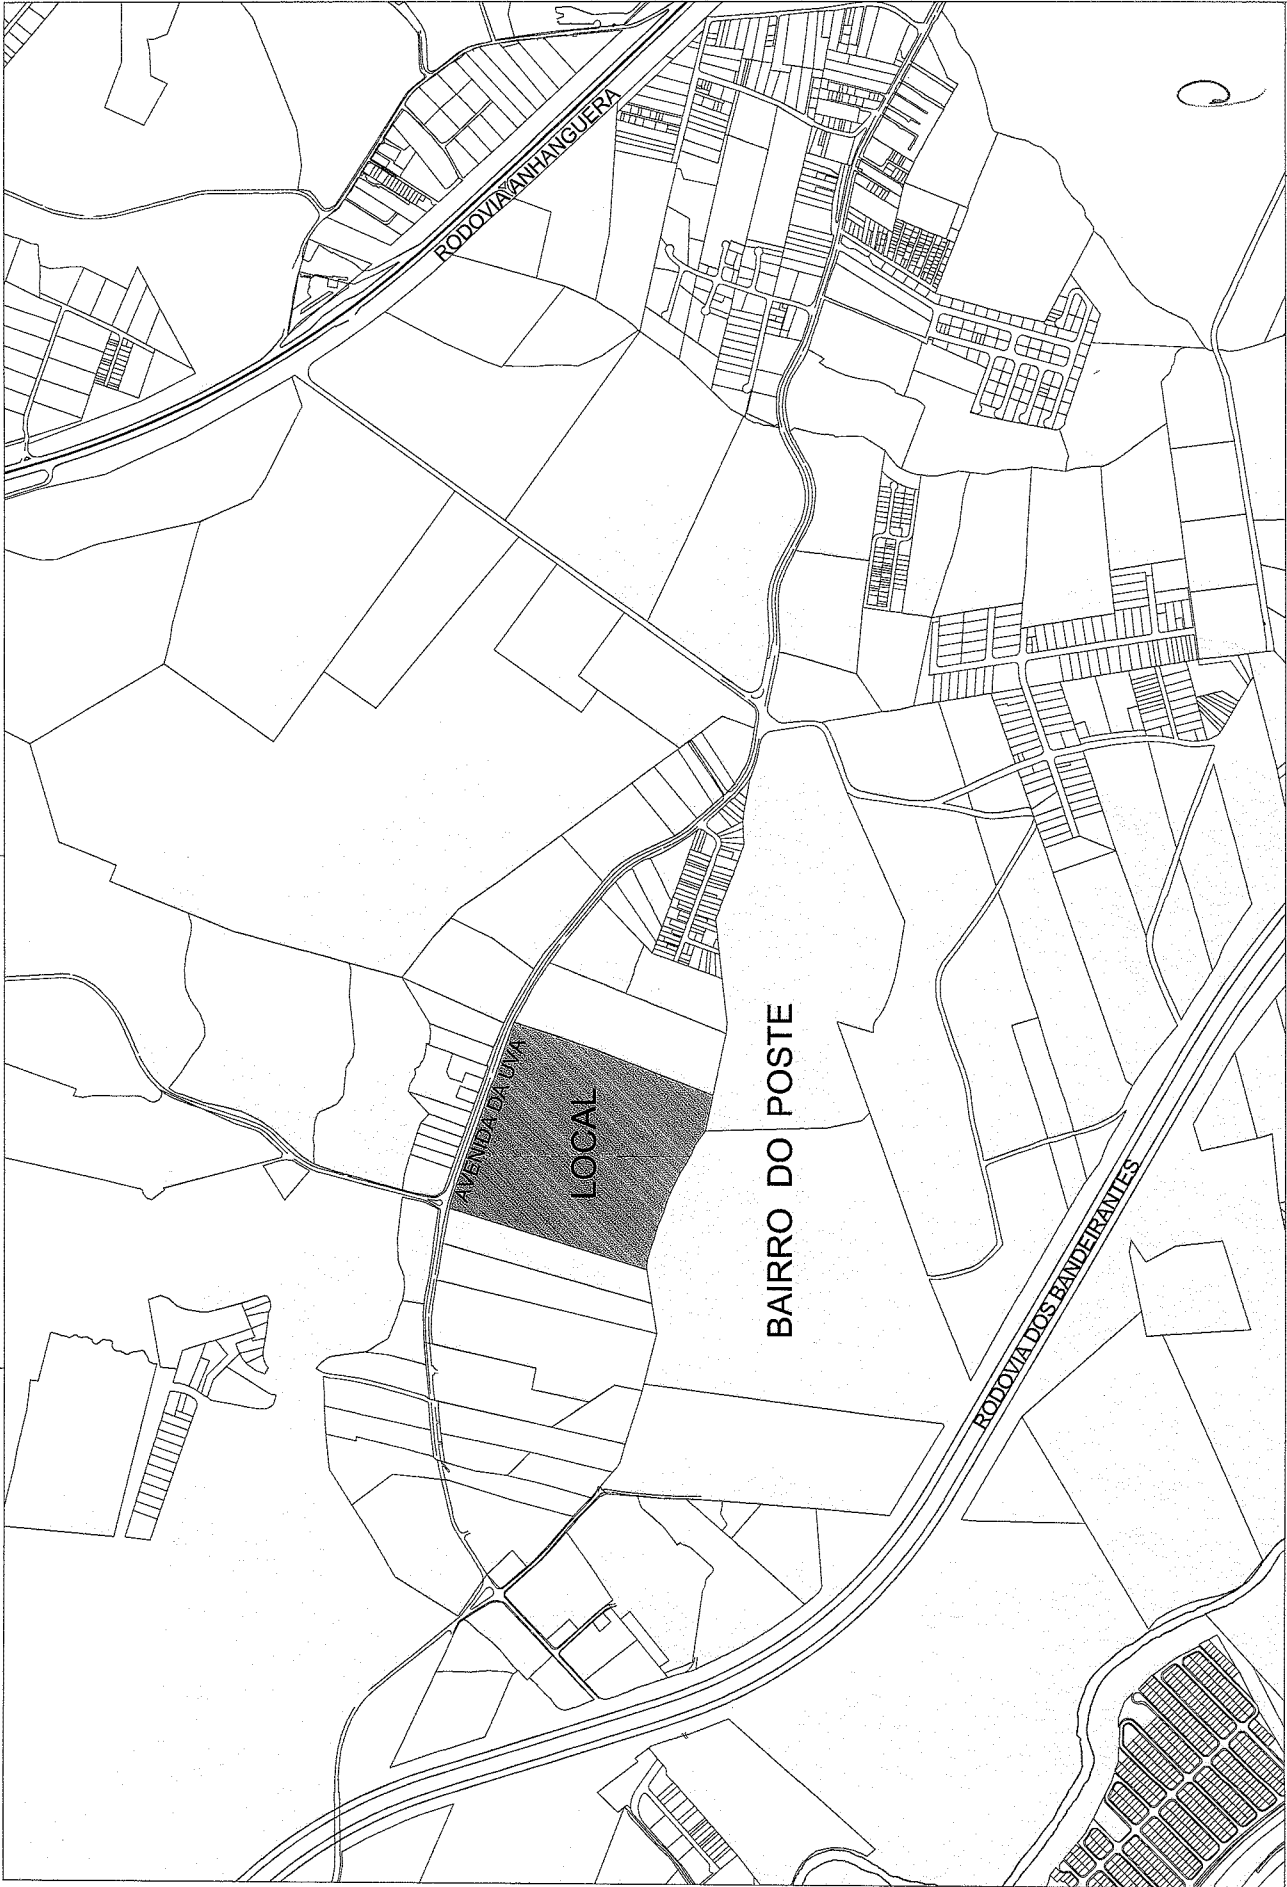 RODOVIA ANHANGUERA
AVENIDA DA UVA
LOCAL
BAIRRO DO POSTE
RODOVIA DOS BANDEIRANTES